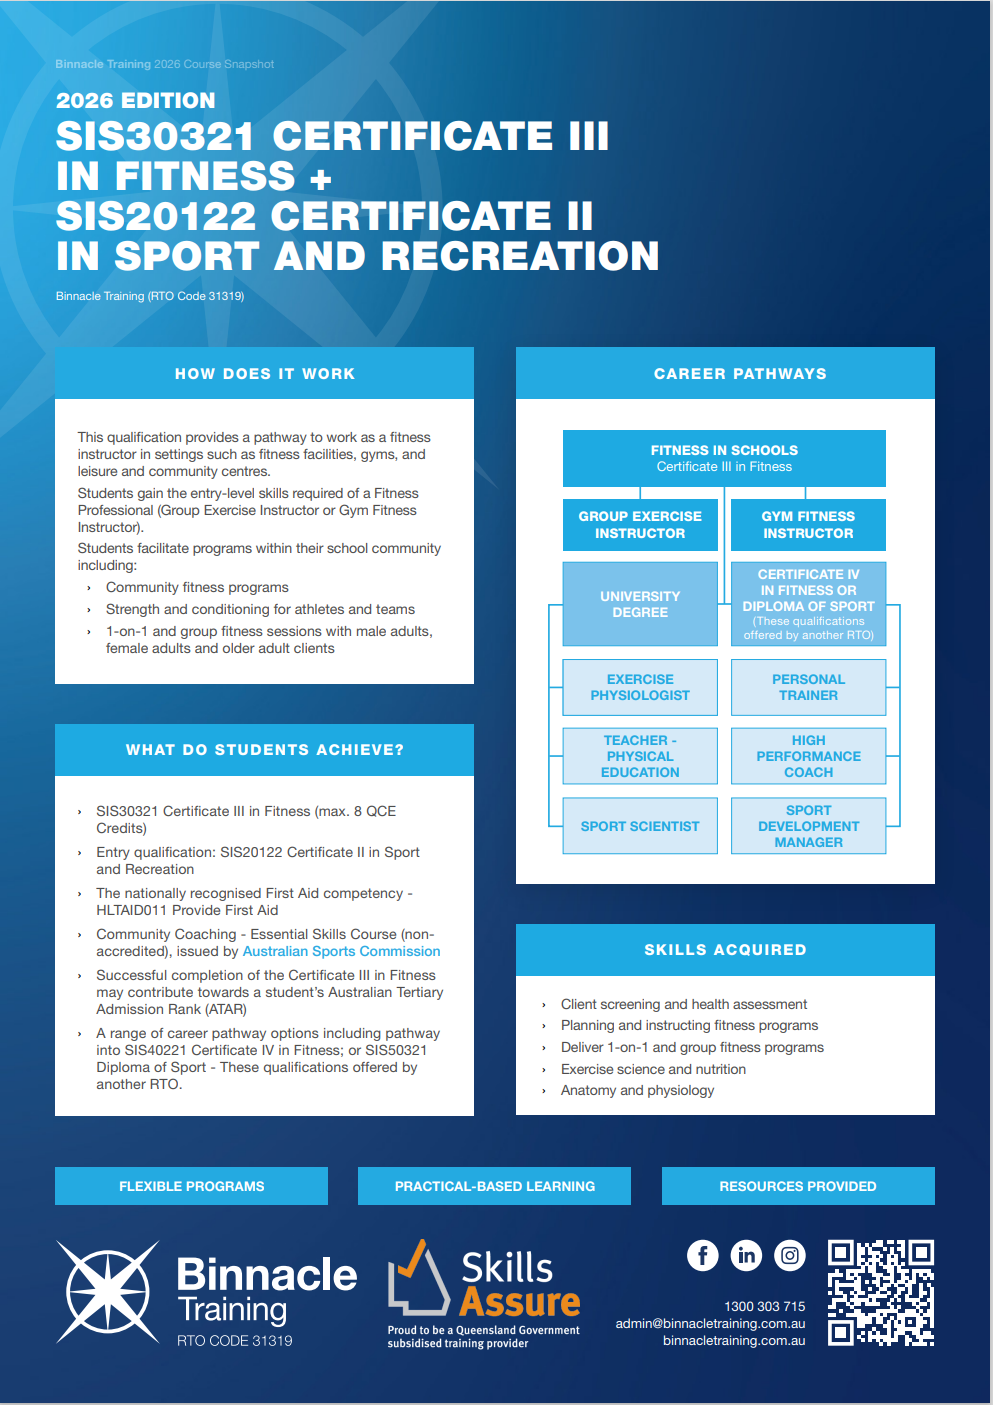 Binnacle Training 2026 Course Snapshot
2026 EDITION
SIS30321 CERTIFICATE III
IN FITNESS +
SIS20122 CERTIFICATE II
IN SPORT AND RECREATION
Binnacle Training (RTO Code 31319)
HOW DOES IT WORK
This qualification provides a pathway to work as a fitness
instructor in settings such as fitness facilities, gyms, and
leisure and community centres.
Students gain the entry-level skills required of a Fitness
Professional (Group Exercise Instructor or Gym Fitness
Instructor).
Students facilitate programs within their school community
including:
› Community fitness programs
› Strength and conditioning for athletes and teams
› 1-on-1 and group fitness sessions with male adults,
female adults and older adult clients
WHAT DO STUDENTS ACHIEVE?
› SIS30321 Certificate III in Fitness (max. 8 QCE
Credits)
› Entry qualification: SIS20122 Certificate II in Sport
and Recreation
› The nationally recognised First Aid competency -
HLTAID011 Provide First Aid
› Community Coaching - Essential Skills Course (non-
accredited), issued by Australian Sports Commission
› Successful completion of the Certificate III in Fitness
may contribute towards a student's Australian Tertiary
Admission Rank (ATAR)
› A range of career pathway options including pathway
into SIS40221 Certificate IV in Fitness; or SIS50321
Diploma of Sport - These qualifications offered by
another RTO.
CAREER PATHWAYS
FITNESS IN SCHOOLS
Certificate III in Fitness
GROUP EXERCISE
INSTRUCTOR
GYM FITNESS
INSTRUCTOR
UNIVERSITY
DEGREE
CERTIFICATE IV
IN FITNESS OR
DIPLOMA OF SPORT
(These qualifications
offered by another RTO)
EXERCISE
PHYSIOLOGIST
PERSONAL
TRAINER
TEACHER -
PHYSICAL
EDUCATION
HIGH
PERFORMANCE
COACH
SPORT SCIENTIST
SPORT
DEVELOPMENT
MANAGER
SKILLS ACQUIRED
› Client screening and health assessment
› Planning and instructing fitness programs
› Deliver 1-on-1 and group fitness programs
› Exercise science and nutrition
› Anatomy and physiology
FLEXIBLE PROGRAMS
PRACTICAL-BASED LEARNING
RESOURCES PROVIDED
Binnacle
Training
RTO CODE 31319
Skills
Assure
Proud to be a Queensland Government
subsidised training provider
f
in
1300 303 715
admin@binnacletraining.com.au
binnacletraining.com.au